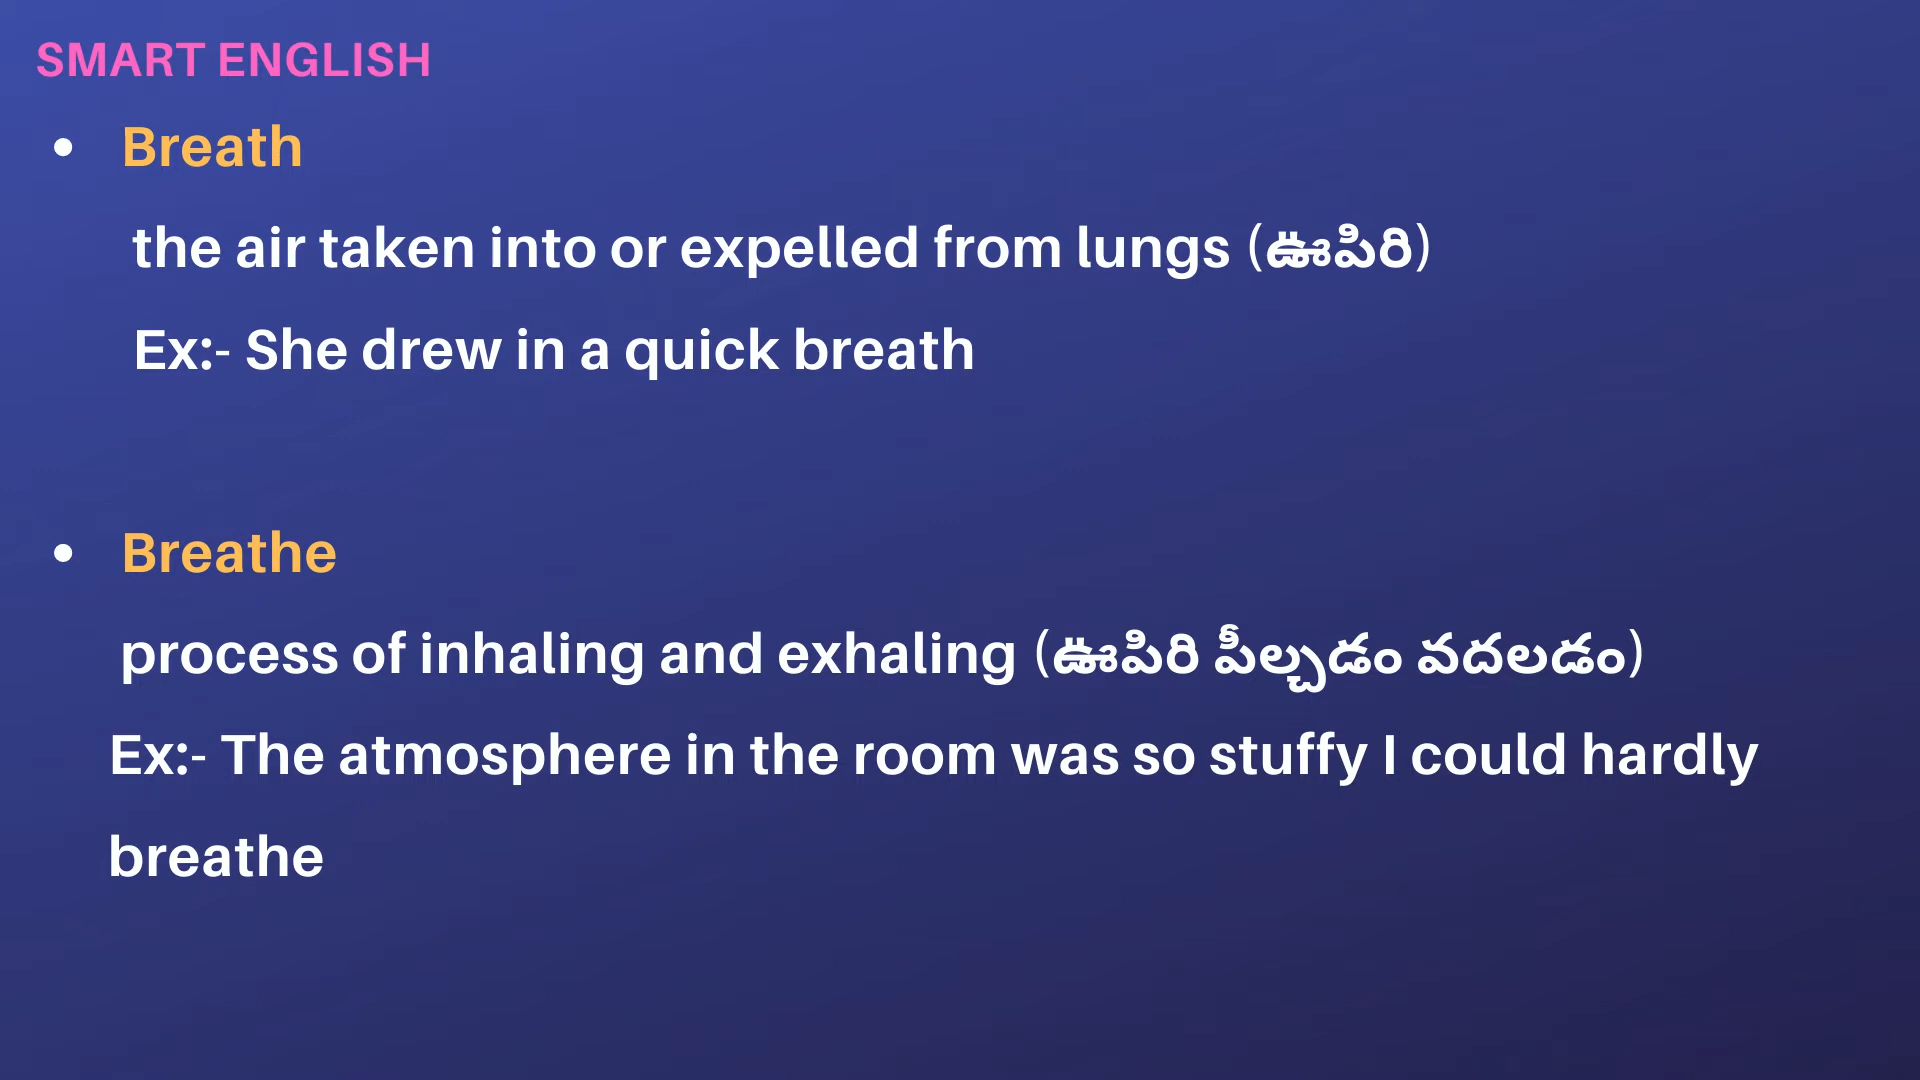 SMART ENGLISH
• Breath
the air taken into or expelled from lungs (ఊపిరి)
Ex:- She drew in a quick breath
• Breathe
process of inhaling and exhaling (ఊపిరి పీల్చడం వదలడం)
Ex:- The atmosphere in the room was so stuffy I could hardly
breathe